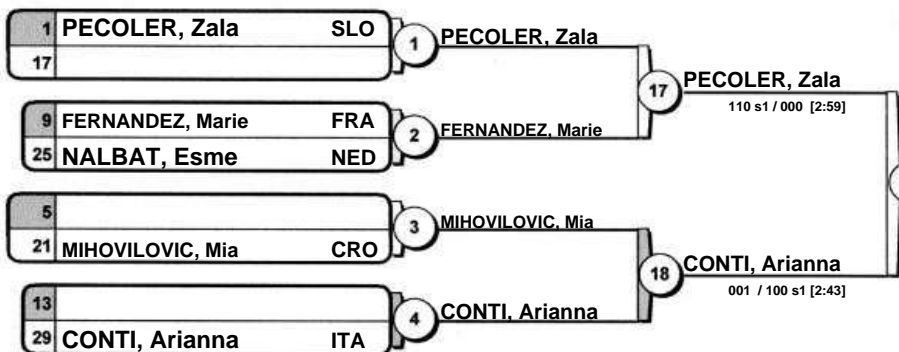 1 PECOLER, Zala SLO
17
1
PECOLER, Zala
9 FERNANDEZ, Marie FRA
25 NALBAT, Esme NED
2
FERNANDEZ, Marie
17
PECOLER, Zala
110 s1 / 000 [2:59]
5
21 MIHOVILOVIC, Mia CRO
3
MIHOVILOVIC, Mia
13
29 CONTI, Arianna ITA
4
CONTI, Arianna
18
CONTI, Arianna
001 / 100 s1 [2:43]